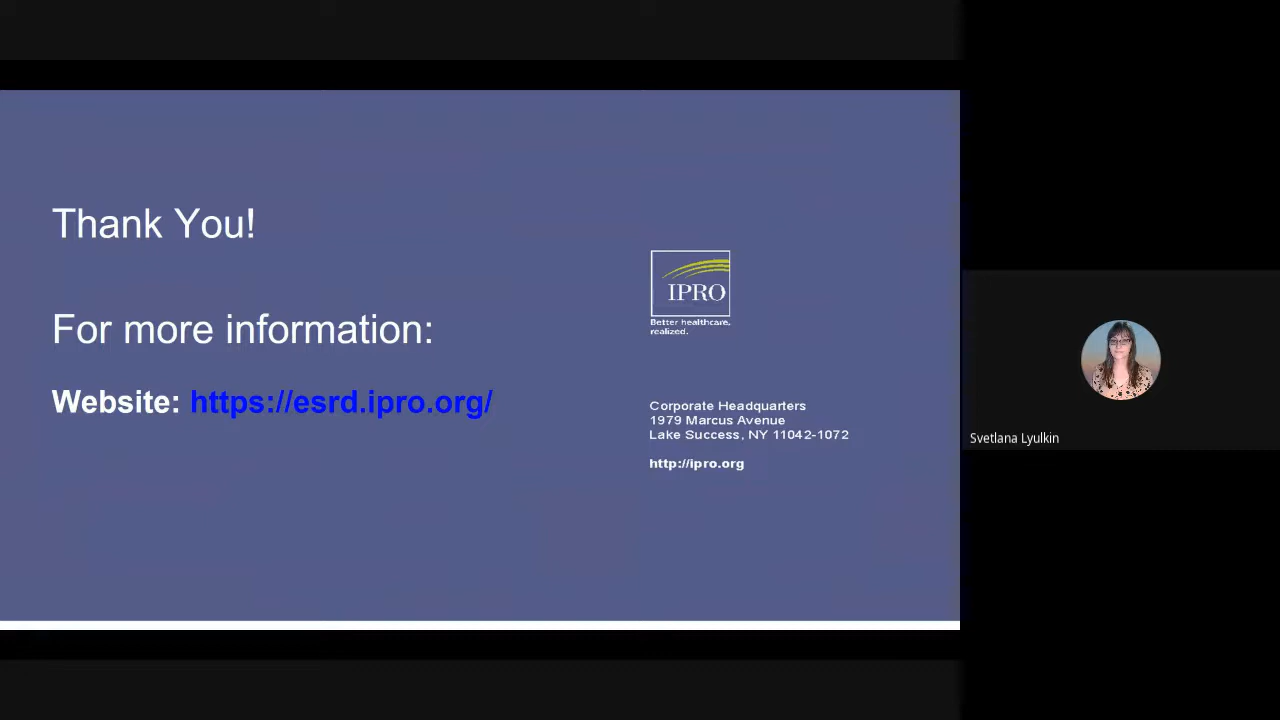 Thank You!
For more information:
Website: https://esrd.ipro.org/
IPRO
Better healthcare,
realized.
Corporate Headquarters
1979 Marcus Avenue
Lake Success, NY 11042-1072
http://ipro.org
Svetlana Lyulkin